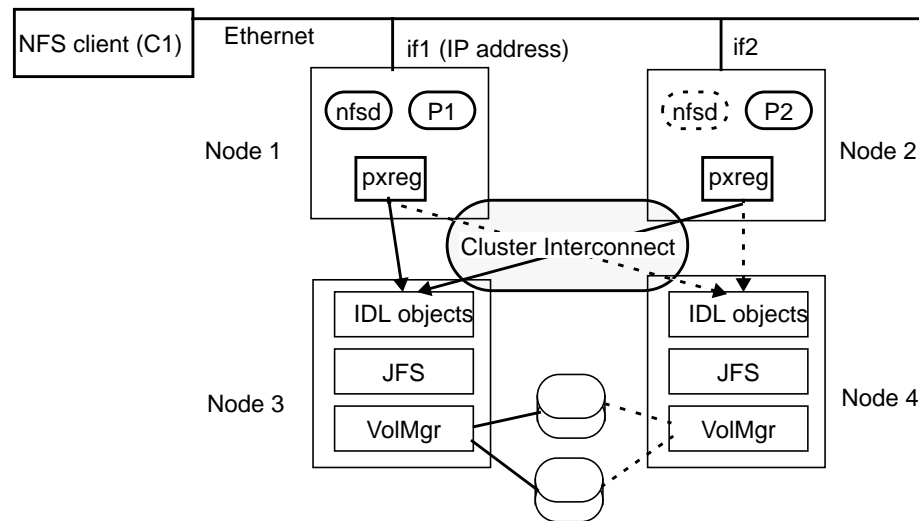 NFS client (C1)
Ethernet
if1 (IP address)
if2
nfsd
P1
nfsd
P2
Node 1
Node 2
pxreg
pxreg
Cluster Interconnect
IDL objects
IDL objects
JFS
JFS
Node 3
Node 4
VolMgr
VolMgr